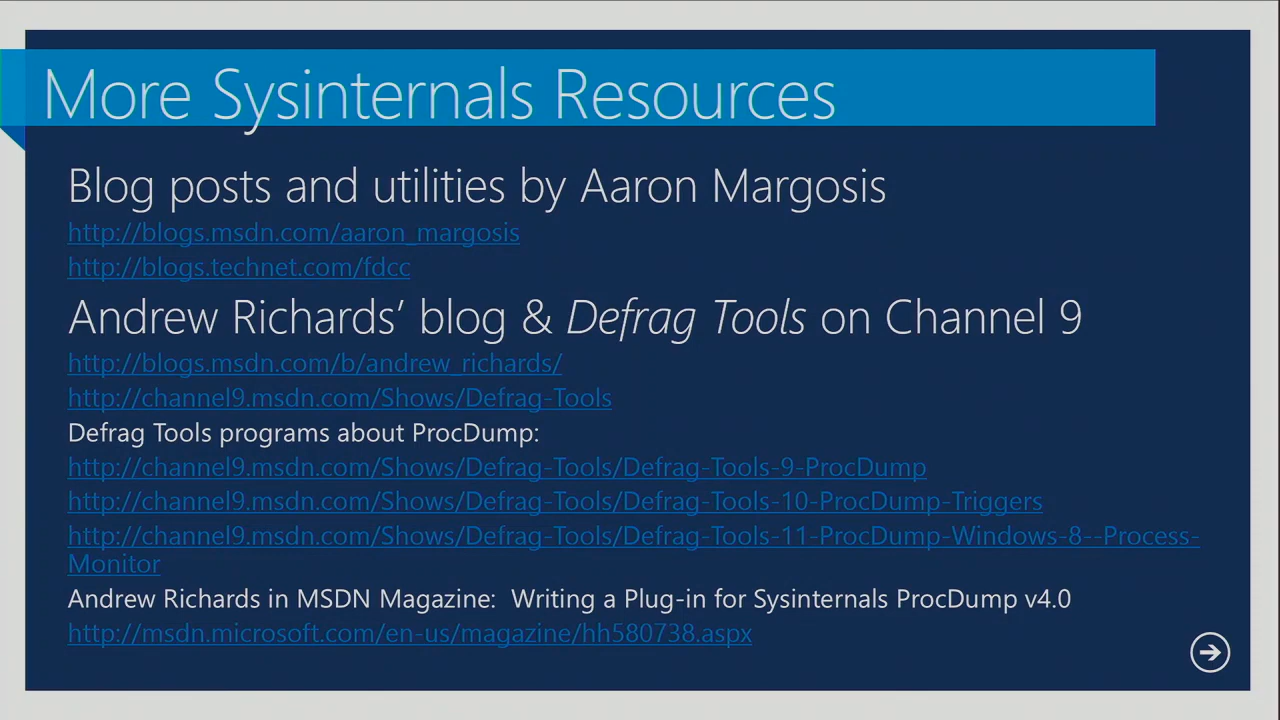 More Sysinternals Resources
Blog posts and utilities by Aaron Margosis
http://blogs.msdn.com/aaron_margosis
http://blogs.technet.com/fdcc
Andrew Richards’ blog & Defrag Tools on Channel 9
http://blogs.msdn.com/b/andrew_richards/
http://channel9.msdn.com/Shows/Defrag-Tools
Defrag Tools programs about ProcDump:
http://channel9.msdn.com/Shows/Defrag-Tools/Defrag-Tools-9-ProcDump
http://channel9.msdn.com/Shows/Defrag-Tools/Defrag-Tools-10-ProcDump-Triggers
http://channel9.msdn.com/Shows/Defrag-Tools/Defrag-Tools-11-ProcDump-Windows-8--Process-
Monitor
Andrew Richards in MSDN Magazine:  Writing a Plug-in for Sysinternals ProcDump v4.0
http://msdn.microsoft.com/en-us/magazine/hh580738.aspx